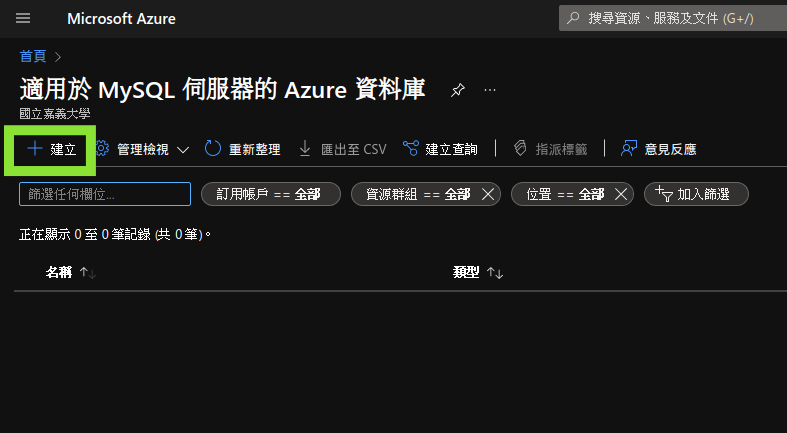 Microsoft Azure
搜尋資源、服務及文件 (G+/)
首頁
適用於 MySQL 伺服器的 Azure 資料庫
國立嘉義大學
建立 管理檢視 重新整理 匯出至 CSV 建立查詢 指派標籤 意見反應
篩選任何欄位... 訂用帳戶 == 全部 資源群組 == 全部 位置 == 全部 加入篩選
正在顯示 0 至 0 筆記錄 (共 0 筆)。
名稱 類型